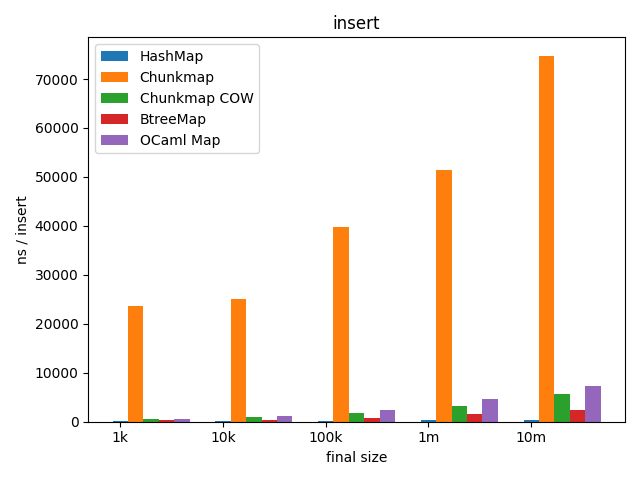 insert
HashMap
Chunkmap
Chunkmap COW
BtreeMap
OCaml Map
ns / insert
70000
60000
50000
40000
30000
20000
10000
0
1k 10k 100k 1m 10m
final size